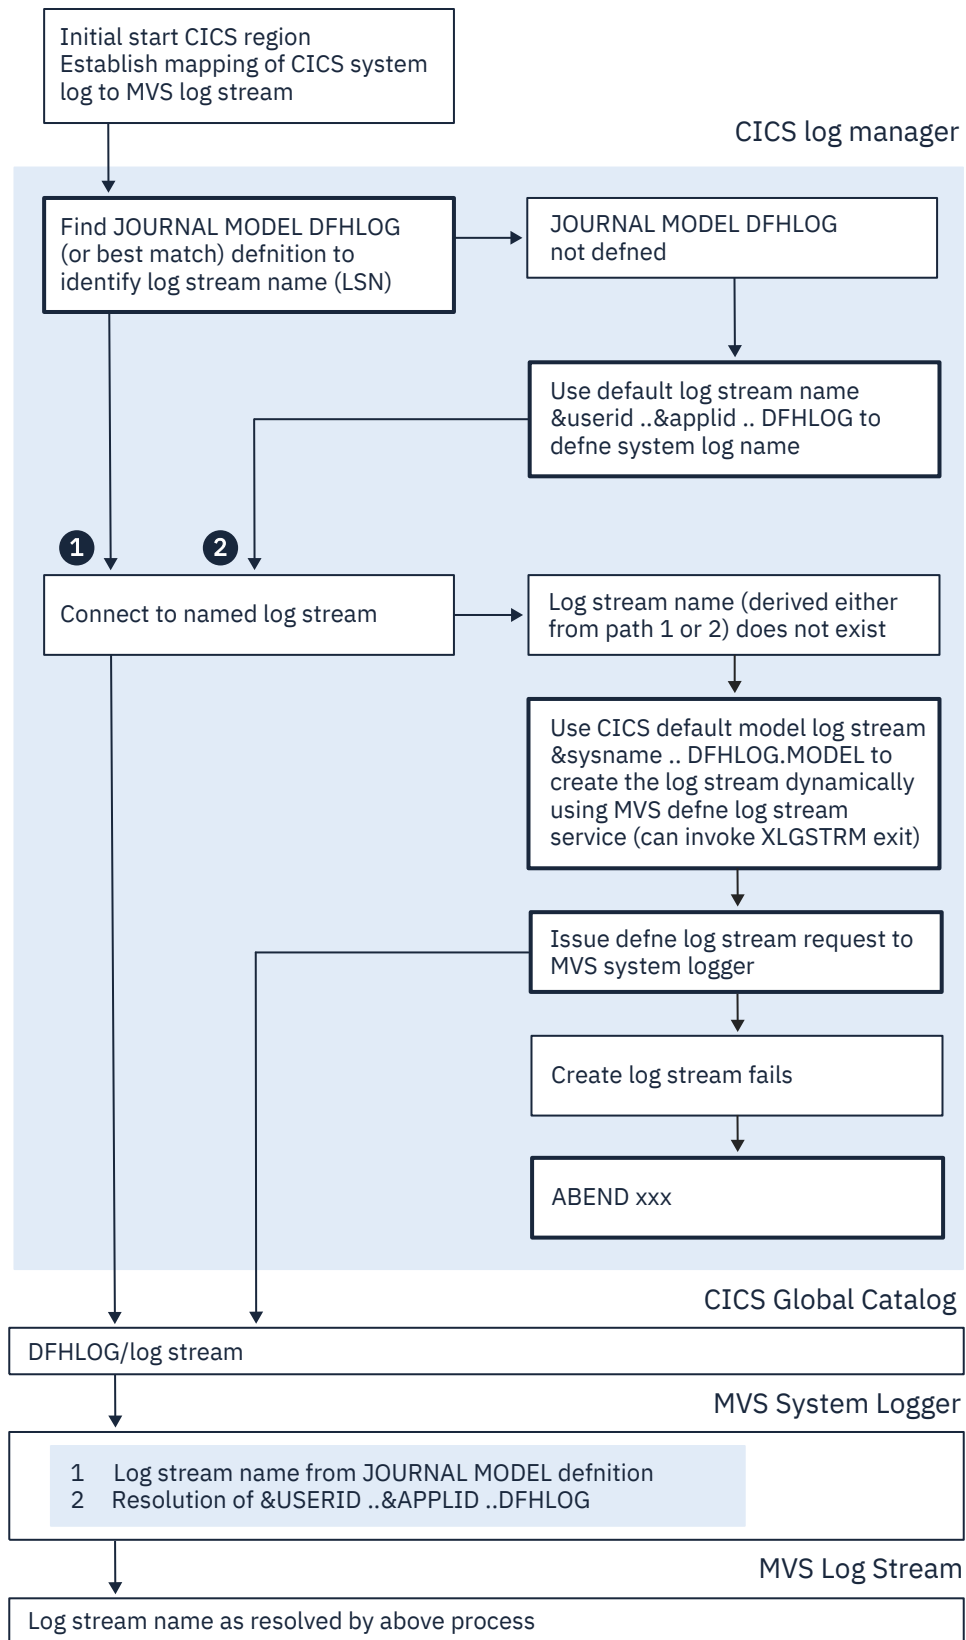 Initial start CICS region
Establish mapping of CICS system
log to MVS log stream
CICS log manager
Find JOURNAL MODEL DFHLOG
(or best match) defnition to
identify log stream name (LSN)
JOURNAL MODEL DFHLOG
not defned
Use default log stream name
&userid ..&applid .. DFHLOG to
defne system log name
1
2
Connect to named log stream
Log stream name (derived either
from path 1 or 2) does not exist
Use CICS default model log stream
&sysname .. DFHLOG.MODEL to
create the log stream dynamically
using MVS defne log stream
service (can invoke XLGSTRM exit)
Issue defne log stream request to
MVS system logger
Create log stream fails
ABEND xxx
CICS Global Catalog
DFHLOG/log stream
MVS System Logger
1 Log stream name from JOURNAL MODEL defnition
2 Resolution of &USERID ..&APPLID ..DFHLOG
MVS Log Stream
Log stream name as resolved by above process